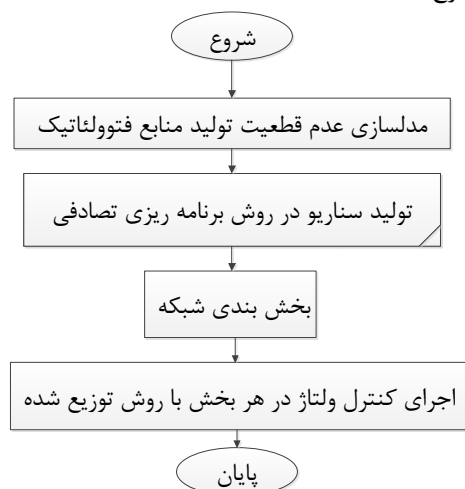 شروع
مدلسازی عدم قطعیت تولید منابع فتوولئاتیک
تولید سناریو در روش برنامه ریزی تصادفی
بخش بندی شبکه
اجرای کنترل ولتاژ در هر بخش با روش توزیع شده
پایان